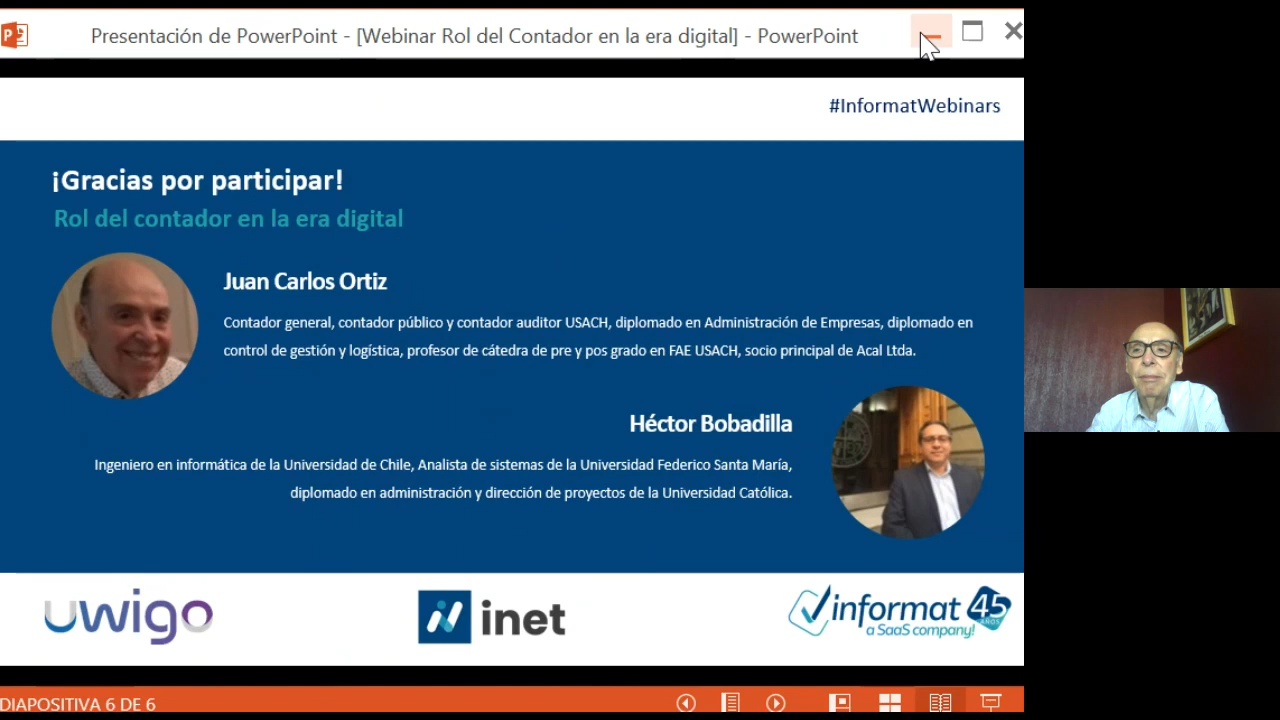 Presentación de PowerPoint - [Webinar Rol del Contador en la era digital] - PowerPoint
#InformatWebinars
¡Gracias por participar!
Rol del contador en la era digital
Juan Carlos Ortiz
Contador general, contador público y contador auditor USACH, diplomado en Administración de Empresas, diplomado en
control de gestión y logística, profesor de cátedra de pre y pos grado en FAE USACH, socio principal de Acal Ltda.
Héctor Bobadilla
Ingeniero en informática de la Universidad de Chile, Analista de sistemas de la Universidad Federico Santa María,
diplomado en administración y dirección de proyectos de la Universidad Católica.
uwigo
inet
informat 45 AÑOS
a SaaS company!
DIAPOSITIVA 6 DE 6